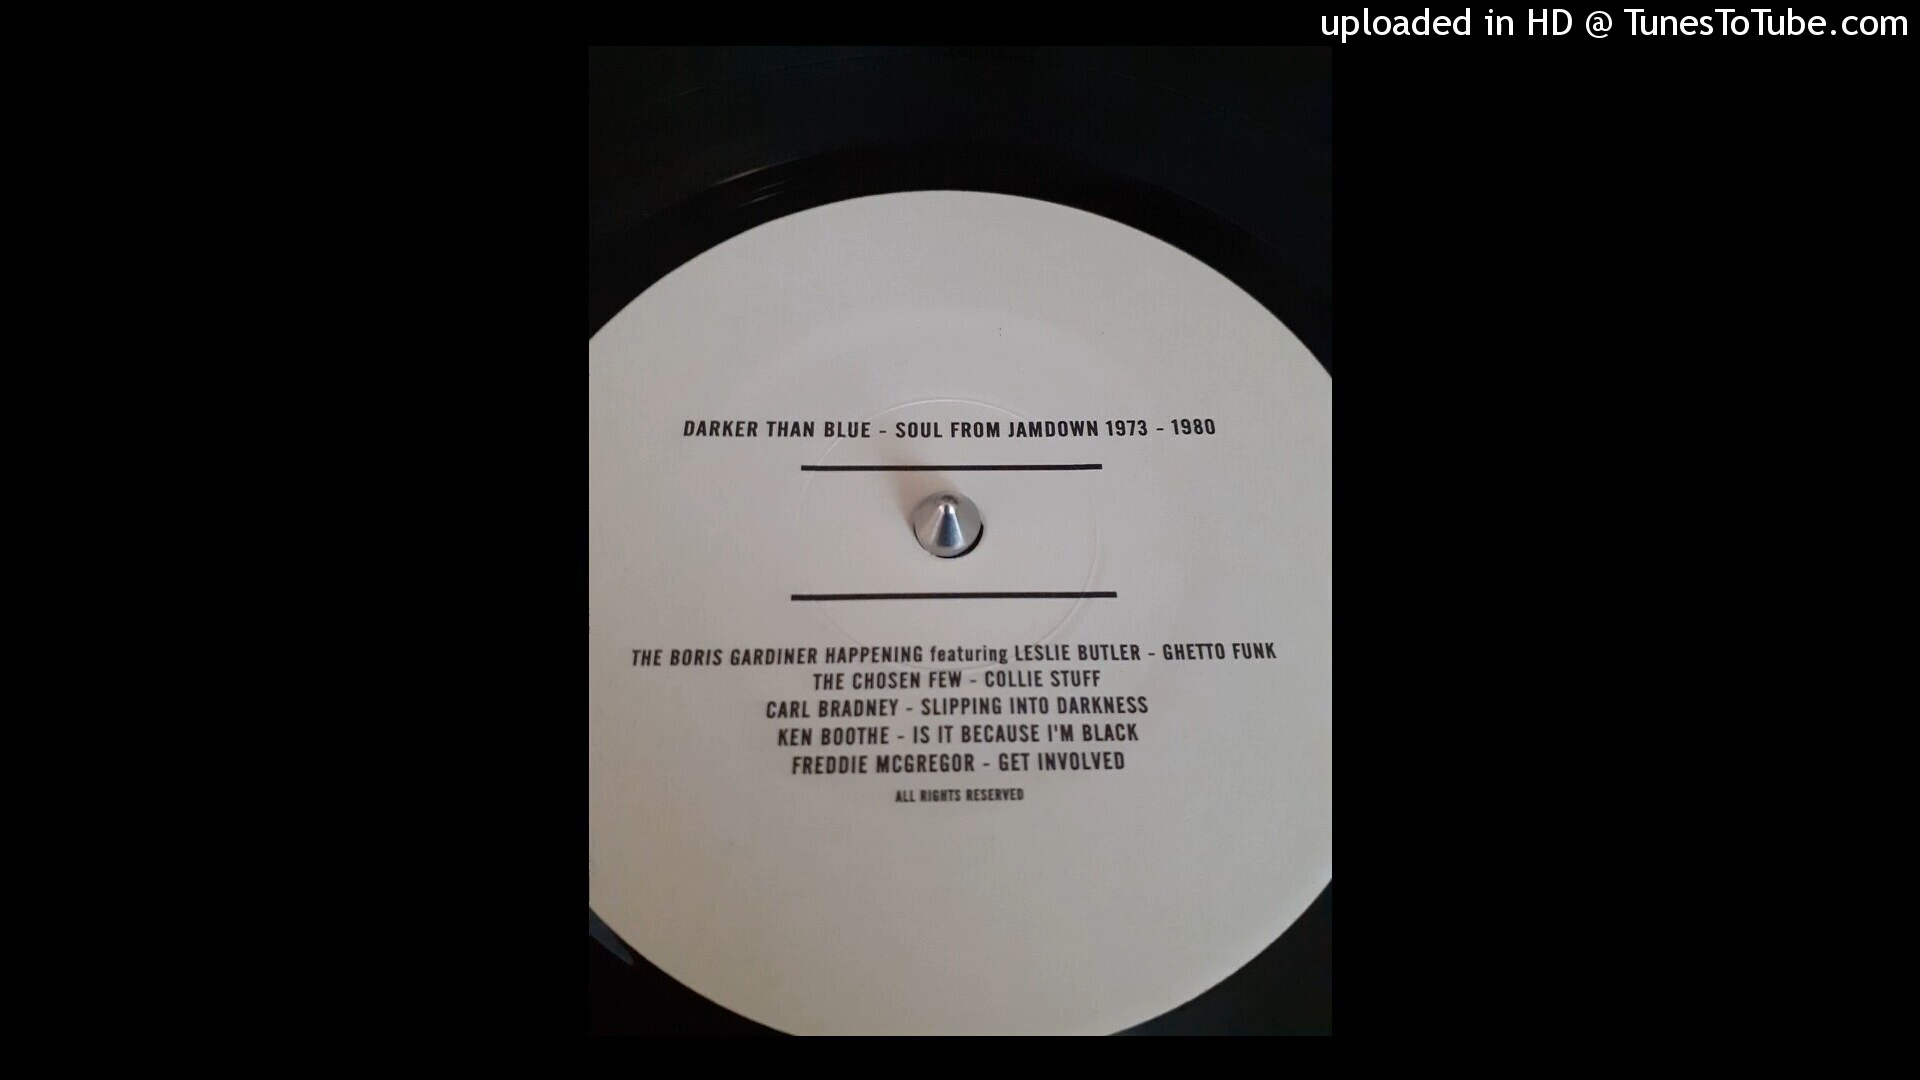 uploaded in HD @ TunesToTube.com
DARKER THAN BLUE - SOUL FROM JAMDOWN 1973 - 1980
THE BORIS GARDINER HAPPENING featuring LESLIE BUTLER - GHETTO FUNK
THE CHOSEN FEW - COLLIE STUFF
CARL BRADNEY - SLIPPING INTO DARKNESS
KEN BOOTHE - IS IT BECAUSE I'M BLACK
FREDDIE MCGREGOR - GET INVOLVED
ALL RIGHTS RESERVED